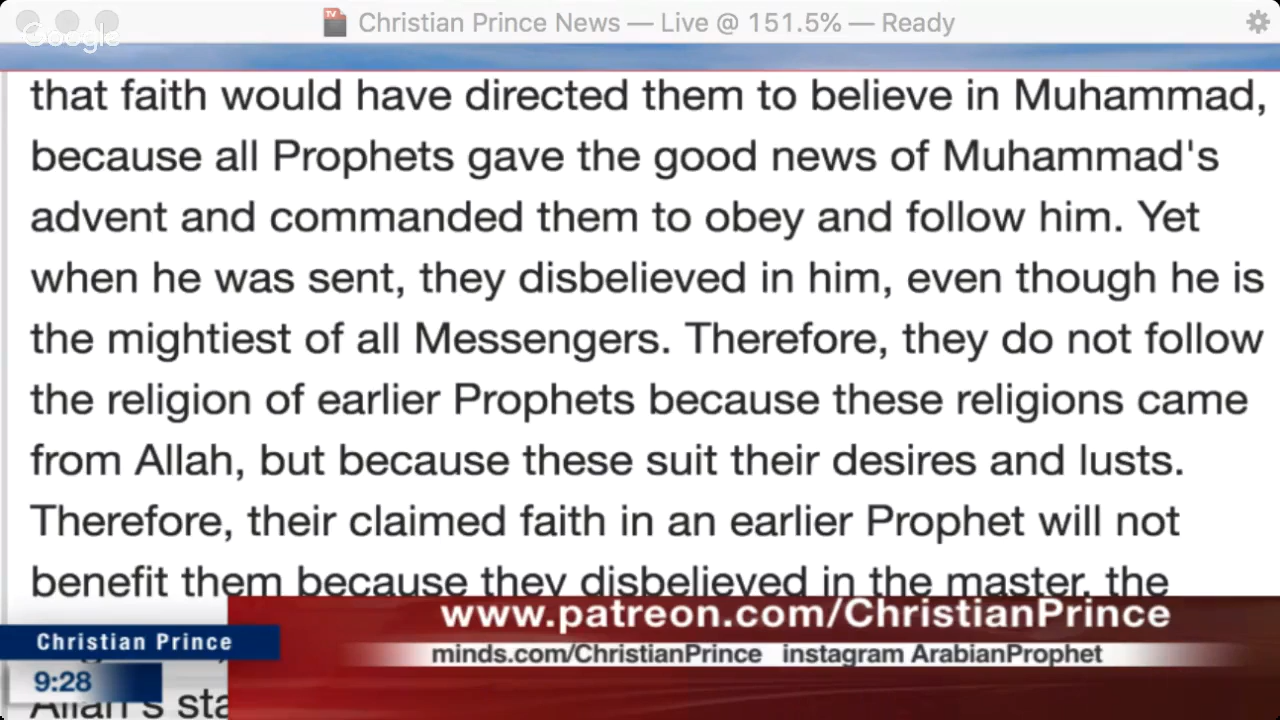 Google
Christian Prince News — Live @ 151.5% — Ready
that faith would have directed them to believe in Muhammad,
because all Prophets gave the good news of Muhammad's
advent and commanded them to obey and follow him. Yet
when he was sent, they disbelieved in him, even though he is
the mightiest of all Messengers. Therefore, they do not follow
the religion of earlier Prophets because these religions came
from Allah, but because these suit their desires and lusts.
Therefore, their claimed faith in an earlier Prophet will not
benefit them because they disbelieved in the master, the
www.patreon.com/ChristianPrince
Christian Prince
minds.com/ChristianPrince instagram ArabianProphet
9:28
Allah's